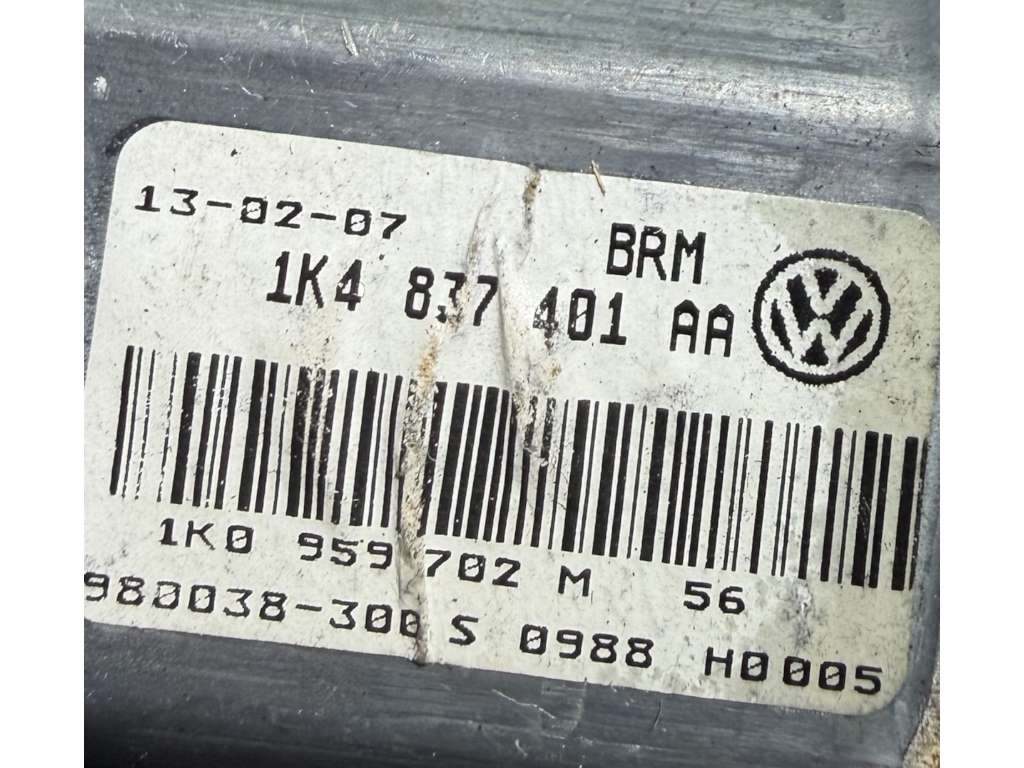 13-02-07
BRM
1K4 837 401 AA
1K0 959 702 M 56
980038-300 S 0988 H0005